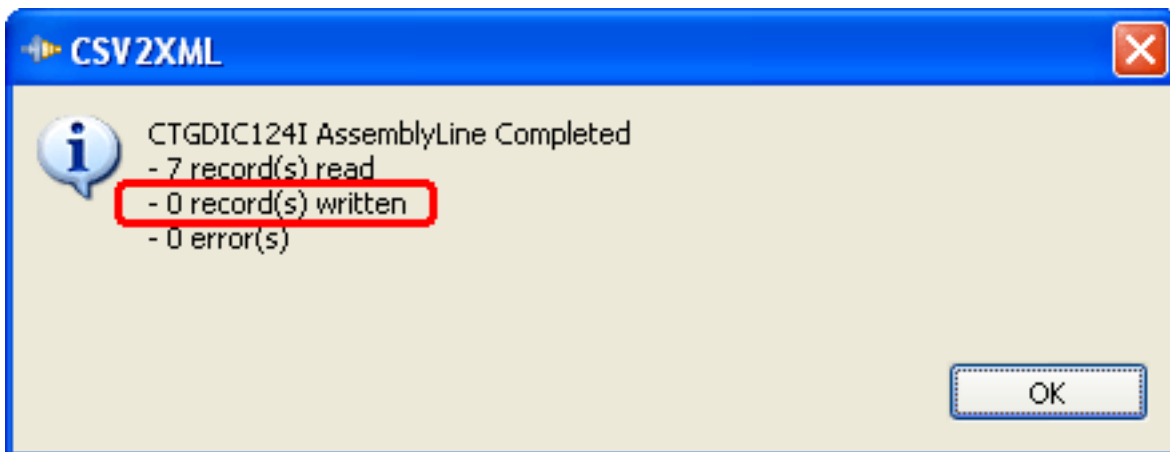 CSV2XML
CTGDIC124I AssemblyLine Completed
- 7 record(s) read
- 0 record(s) written
- 0 error(s)
OK